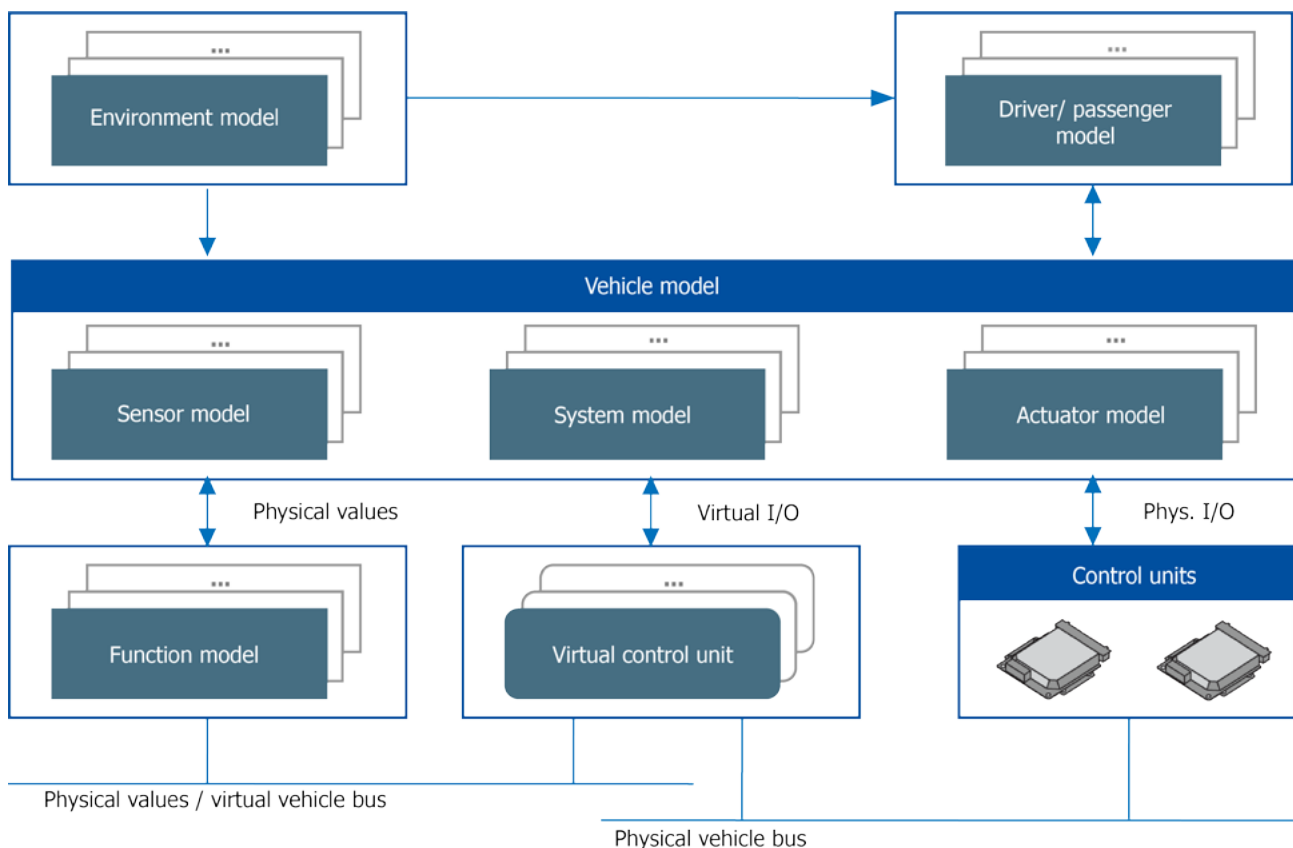 ...
Environment model
...
Driver/ passenger
model
Vehicle model
...
Sensor model
...
System model
...
Actuator model
Physical values
Virtual I/O
Phys. I/O
...
Function model
...
Virtual control unit
Control units
Physical values / virtual vehicle bus
Physical vehicle bus